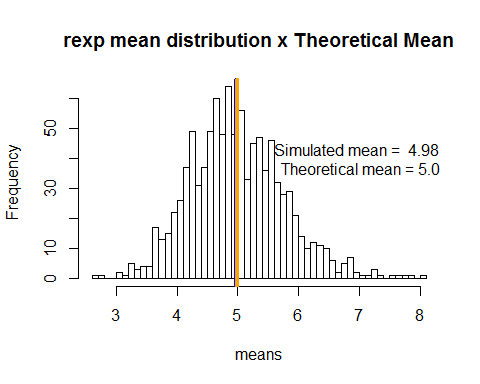 rexp mean distribution x Theoretical Mean
Frequency
50
30
10
0
Simulated mean =  4.98
Theoretical mean = 5.0
3 4 5 6 7 8
means